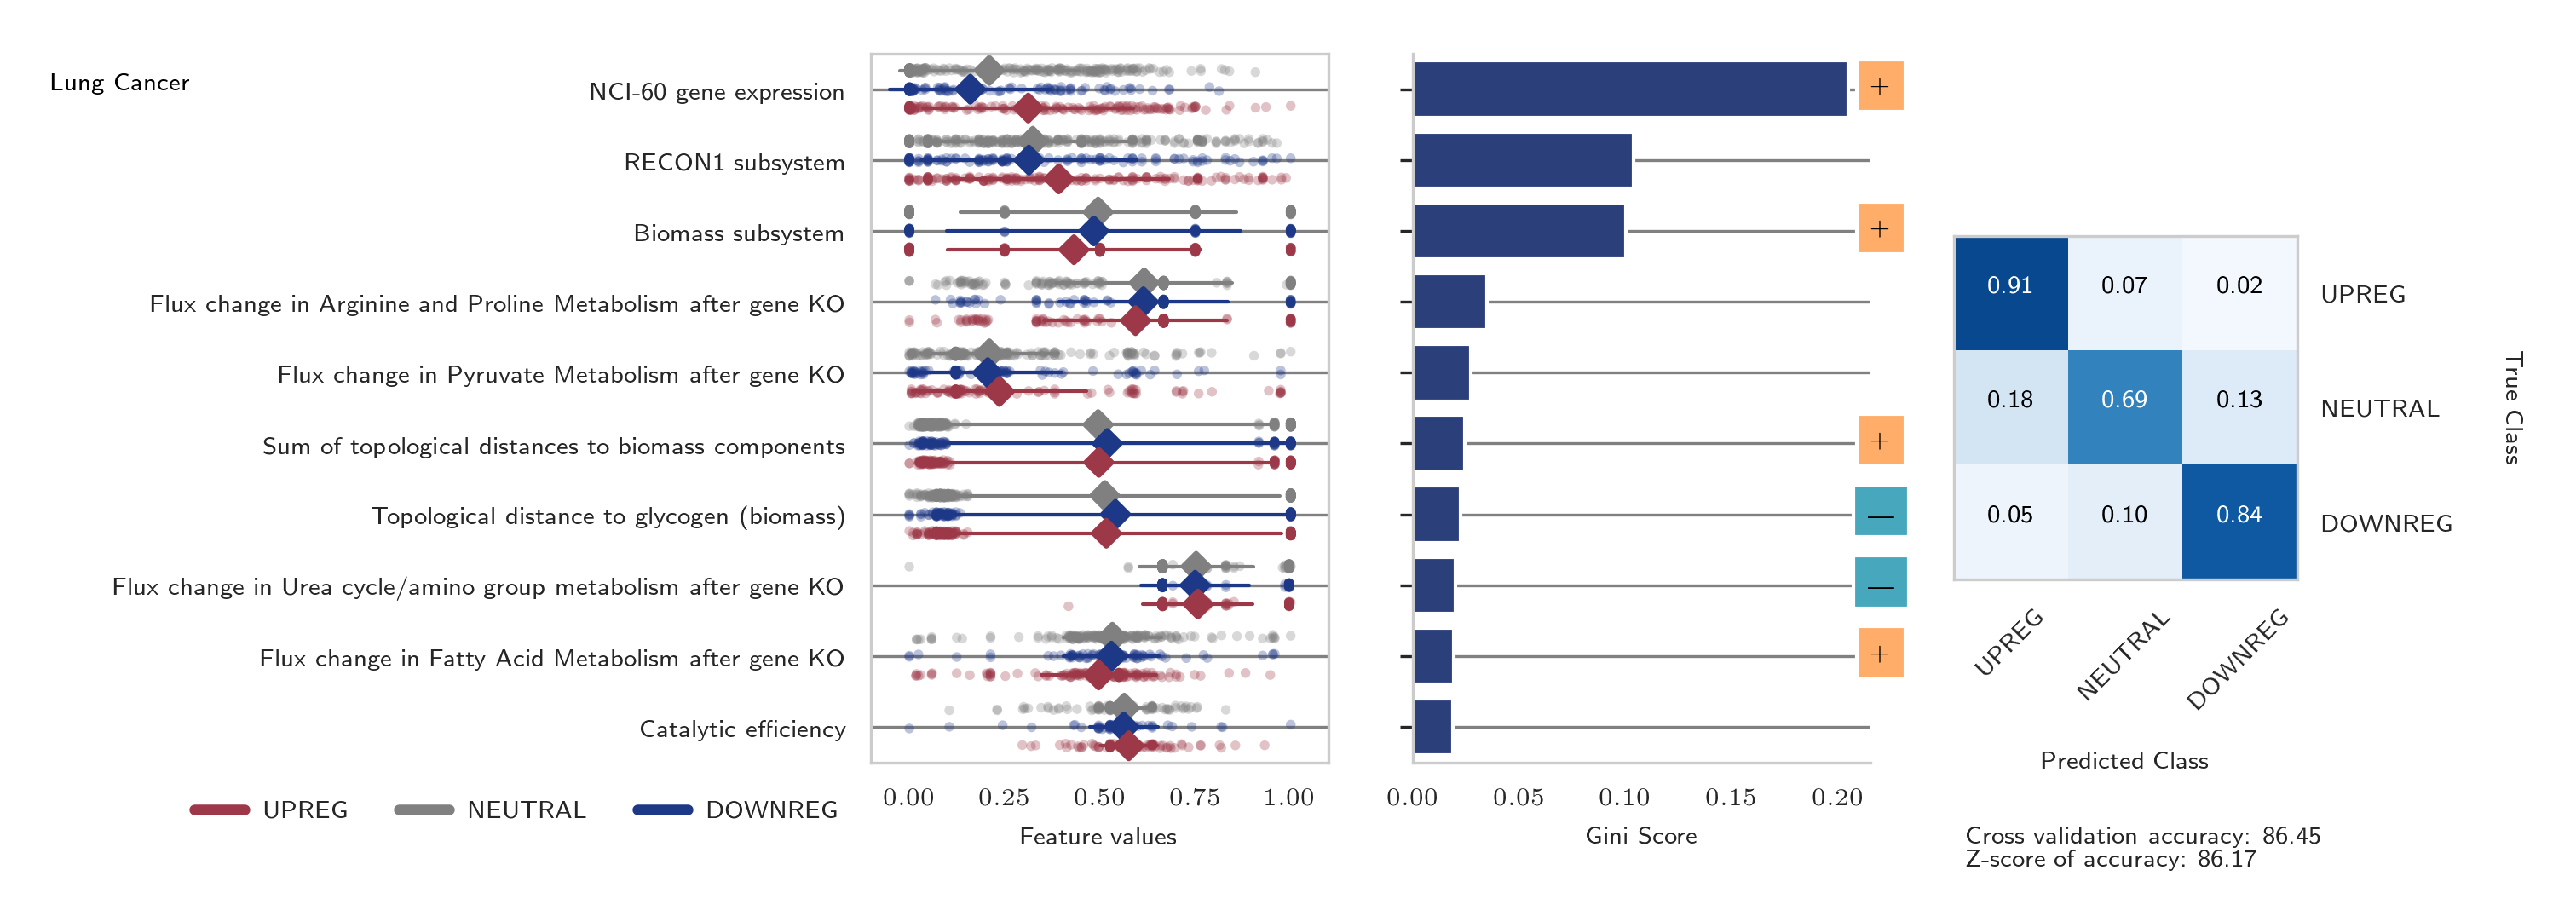 Lung Cancer
NCI-60 gene expression
RECON1 subsystem
Biomass subsystem
Flux change in Arginine and Proline Metabolism after gene KO
Flux change in Pyruvate Metabolism after gene KO
Sum of topological distances to biomass components
Topological distance to glycogen (biomass)
Flux change in Urea cycle/amino group metabolism after gene KO
Flux change in Fatty Acid Metabolism after gene KO
Catalytic efficiency
UPREG NEUTRAL DOWNREG
0.00 0.25 0.50 0.75 1.00
Feature values
+
+
+
—
—
+
0.00 0.05 0.10 0.15 0.20
Gini Score
0.91 0.07 0.02 UPREG
0.18 0.69 0.13 NEUTRAL
0.05 0.10 0.84 DOWNREG
True Class
UPREG NEUTRAL DOWNREG
Predicted Class
Cross validation accuracy: 86.45
Z-score of accuracy: 86.17